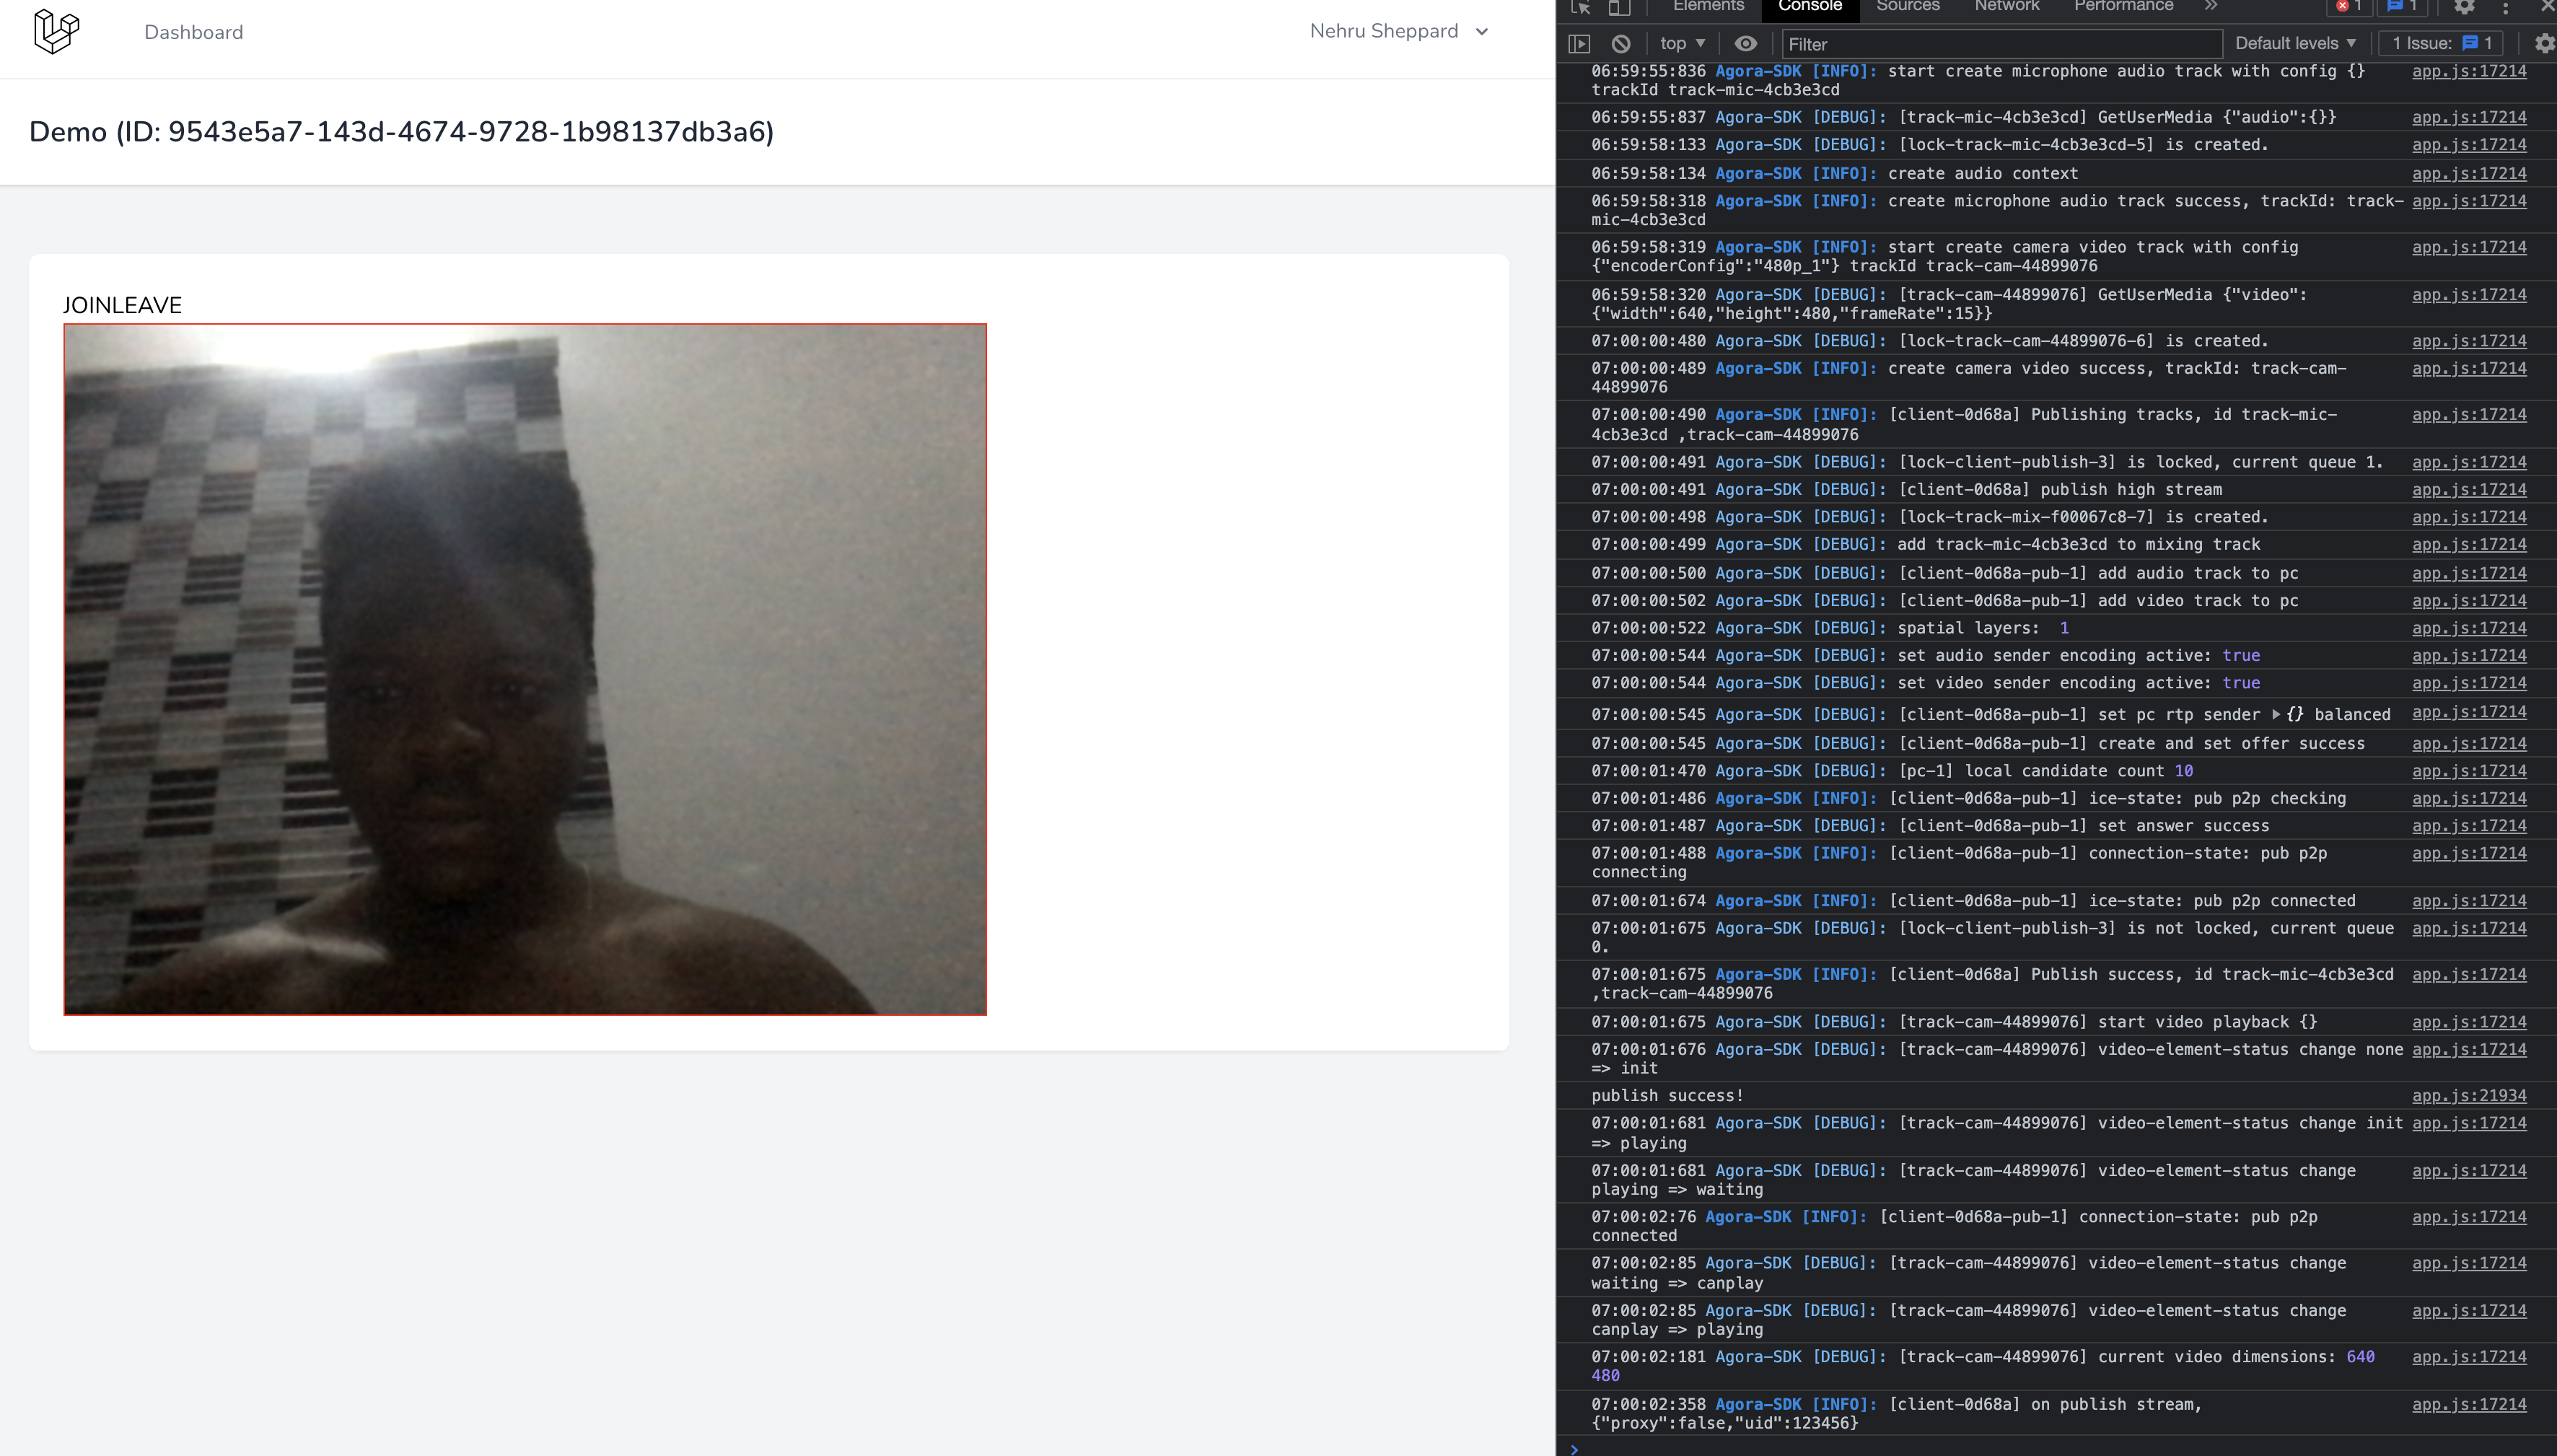 Dashboard
Nehru Sheppard
Demo (ID: 9543e5a7-143d-4674-9728-1b98137db3a6)
JOINLEAVE
Elements Console Sources Network Performance » 1 1
top Filter Default levels 1 Issue: 1
06:59:55:836 Agora-SDK [INFO]: start create microphone audio track with config {} app.js:17214
trackId track-mic-4cb3e3cd
06:59:55:837 Agora-SDK [DEBUG]: [track-mic-4cb3e3cd] GetUserMedia {"audio":{}} app.js:17214
06:59:58:133 Agora-SDK [DEBUG]: [lock-track-mic-4cb3e3cd-5] is created. app.js:17214
06:59:58:134 Agora-SDK [INFO]: create audio context app.js:17214
06:59:58:318 Agora-SDK [INFO]: create microphone audio track success, trackId: track- app.js:17214
mic-4cb3e3cd
06:59:58:319 Agora-SDK [INFO]: start create camera video track with config app.js:17214
{"encoderConfig":"480p_1"} trackId track-cam-44899076
06:59:58:320 Agora-SDK [DEBUG]: [track-cam-44899076] GetUserMedia {"video": app.js:17214
{"width":640,"height":480,"frameRate":15}}
07:00:00:480 Agora-SDK [DEBUG]: [lock-track-cam-44899076-6] is created. app.js:17214
07:00:00:489 Agora-SDK [INFO]: create camera video success, trackId: track-cam- app.js:17214
44899076
07:00:00:490 Agora-SDK [INFO]: [client-0d68a] Publishing tracks, id track-mic- app.js:17214
4cb3e3cd ,track-cam-44899076
07:00:00:491 Agora-SDK [DEBUG]: [lock-client-publish-3] is locked, current queue 1. app.js:17214
07:00:00:491 Agora-SDK [DEBUG]: [client-0d68a] publish high stream app.js:17214
07:00:00:498 Agora-SDK [DEBUG]: [lock-track-mix-f00067c8-7] is created. app.js:17214
07:00:00:499 Agora-SDK [DEBUG]: add track-mic-4cb3e3cd to mixing track app.js:17214
07:00:00:500 Agora-SDK [DEBUG]: [client-0d68a-pub-1] add audio track to pc app.js:17214
07:00:00:502 Agora-SDK [DEBUG]: [client-0d68a-pub-1] add video track to pc app.js:17214
07:00:00:522 Agora-SDK [DEBUG]: spatial layers: 1 app.js:17214
07:00:00:544 Agora-SDK [DEBUG]: set audio sender encoding active: true app.js:17214
07:00:00:544 Agora-SDK [DEBUG]: set video sender encoding active: true app.js:17214
07:00:00:545 Agora-SDK [DEBUG]: [client-0d68a-pub-1] set pc rtp sender ▶{} balanced app.js:17214
07:00:00:545 Agora-SDK [DEBUG]: [client-0d68a-pub-1] create and set offer success app.js:17214
07:00:01:470 Agora-SDK [DEBUG]: [pc-1] local candidate count 10 app.js:17214
07:00:01:486 Agora-SDK [INFO]: [client-0d68a-pub-1] ice-state: pub p2p checking app.js:17214
07:00:01:487 Agora-SDK [DEBUG]: [client-0d68a-pub-1] set answer success app.js:17214
07:00:01:488 Agora-SDK [INFO]: [client-0d68a-pub-1] connection-state: pub p2p app.js:17214
connecting
07:00:01:674 Agora-SDK [INFO]: [client-0d68a-pub-1] ice-state: pub p2p connected app.js:17214
07:00:01:675 Agora-SDK [DEBUG]: [lock-client-publish-3] is not locked, current queue app.js:17214
0.
07:00:01:675 Agora-SDK [INFO]: [client-0d68a] Publish success, id track-mic-4cb3e3cd app.js:17214
,track-cam-44899076
07:00:01:675 Agora-SDK [DEBUG]: [track-cam-44899076] start video playback {} app.js:17214
07:00:01:676 Agora-SDK [DEBUG]: [track-cam-44899076] video-element-status change none app.js:17214
=> init
publish success! app.js:21934
07:00:01:681 Agora-SDK [DEBUG]: [track-cam-44899076] video-element-status change init app.js:17214
=> playing
07:00:01:681 Agora-SDK [DEBUG]: [track-cam-44899076] video-element-status change app.js:17214
playing => waiting
07:00:02:76 Agora-SDK [INFO]: [client-0d68a-pub-1] connection-state: pub p2p app.js:17214
connected
07:00:02:85 Agora-SDK [DEBUG]: [track-cam-44899076] video-element-status change app.js:17214
waiting => canplay
07:00:02:85 Agora-SDK [DEBUG]: [track-cam-44899076] video-element-status change app.js:17214
canplay => playing
07:00:02:181 Agora-SDK [DEBUG]: [track-cam-44899076] current video dimensions: 640 app.js:17214
480
07:00:02:358 Agora-SDK [INFO]: [client-0d68a] on publish stream, app.js:17214
{"proxy":false,"uid":123456}